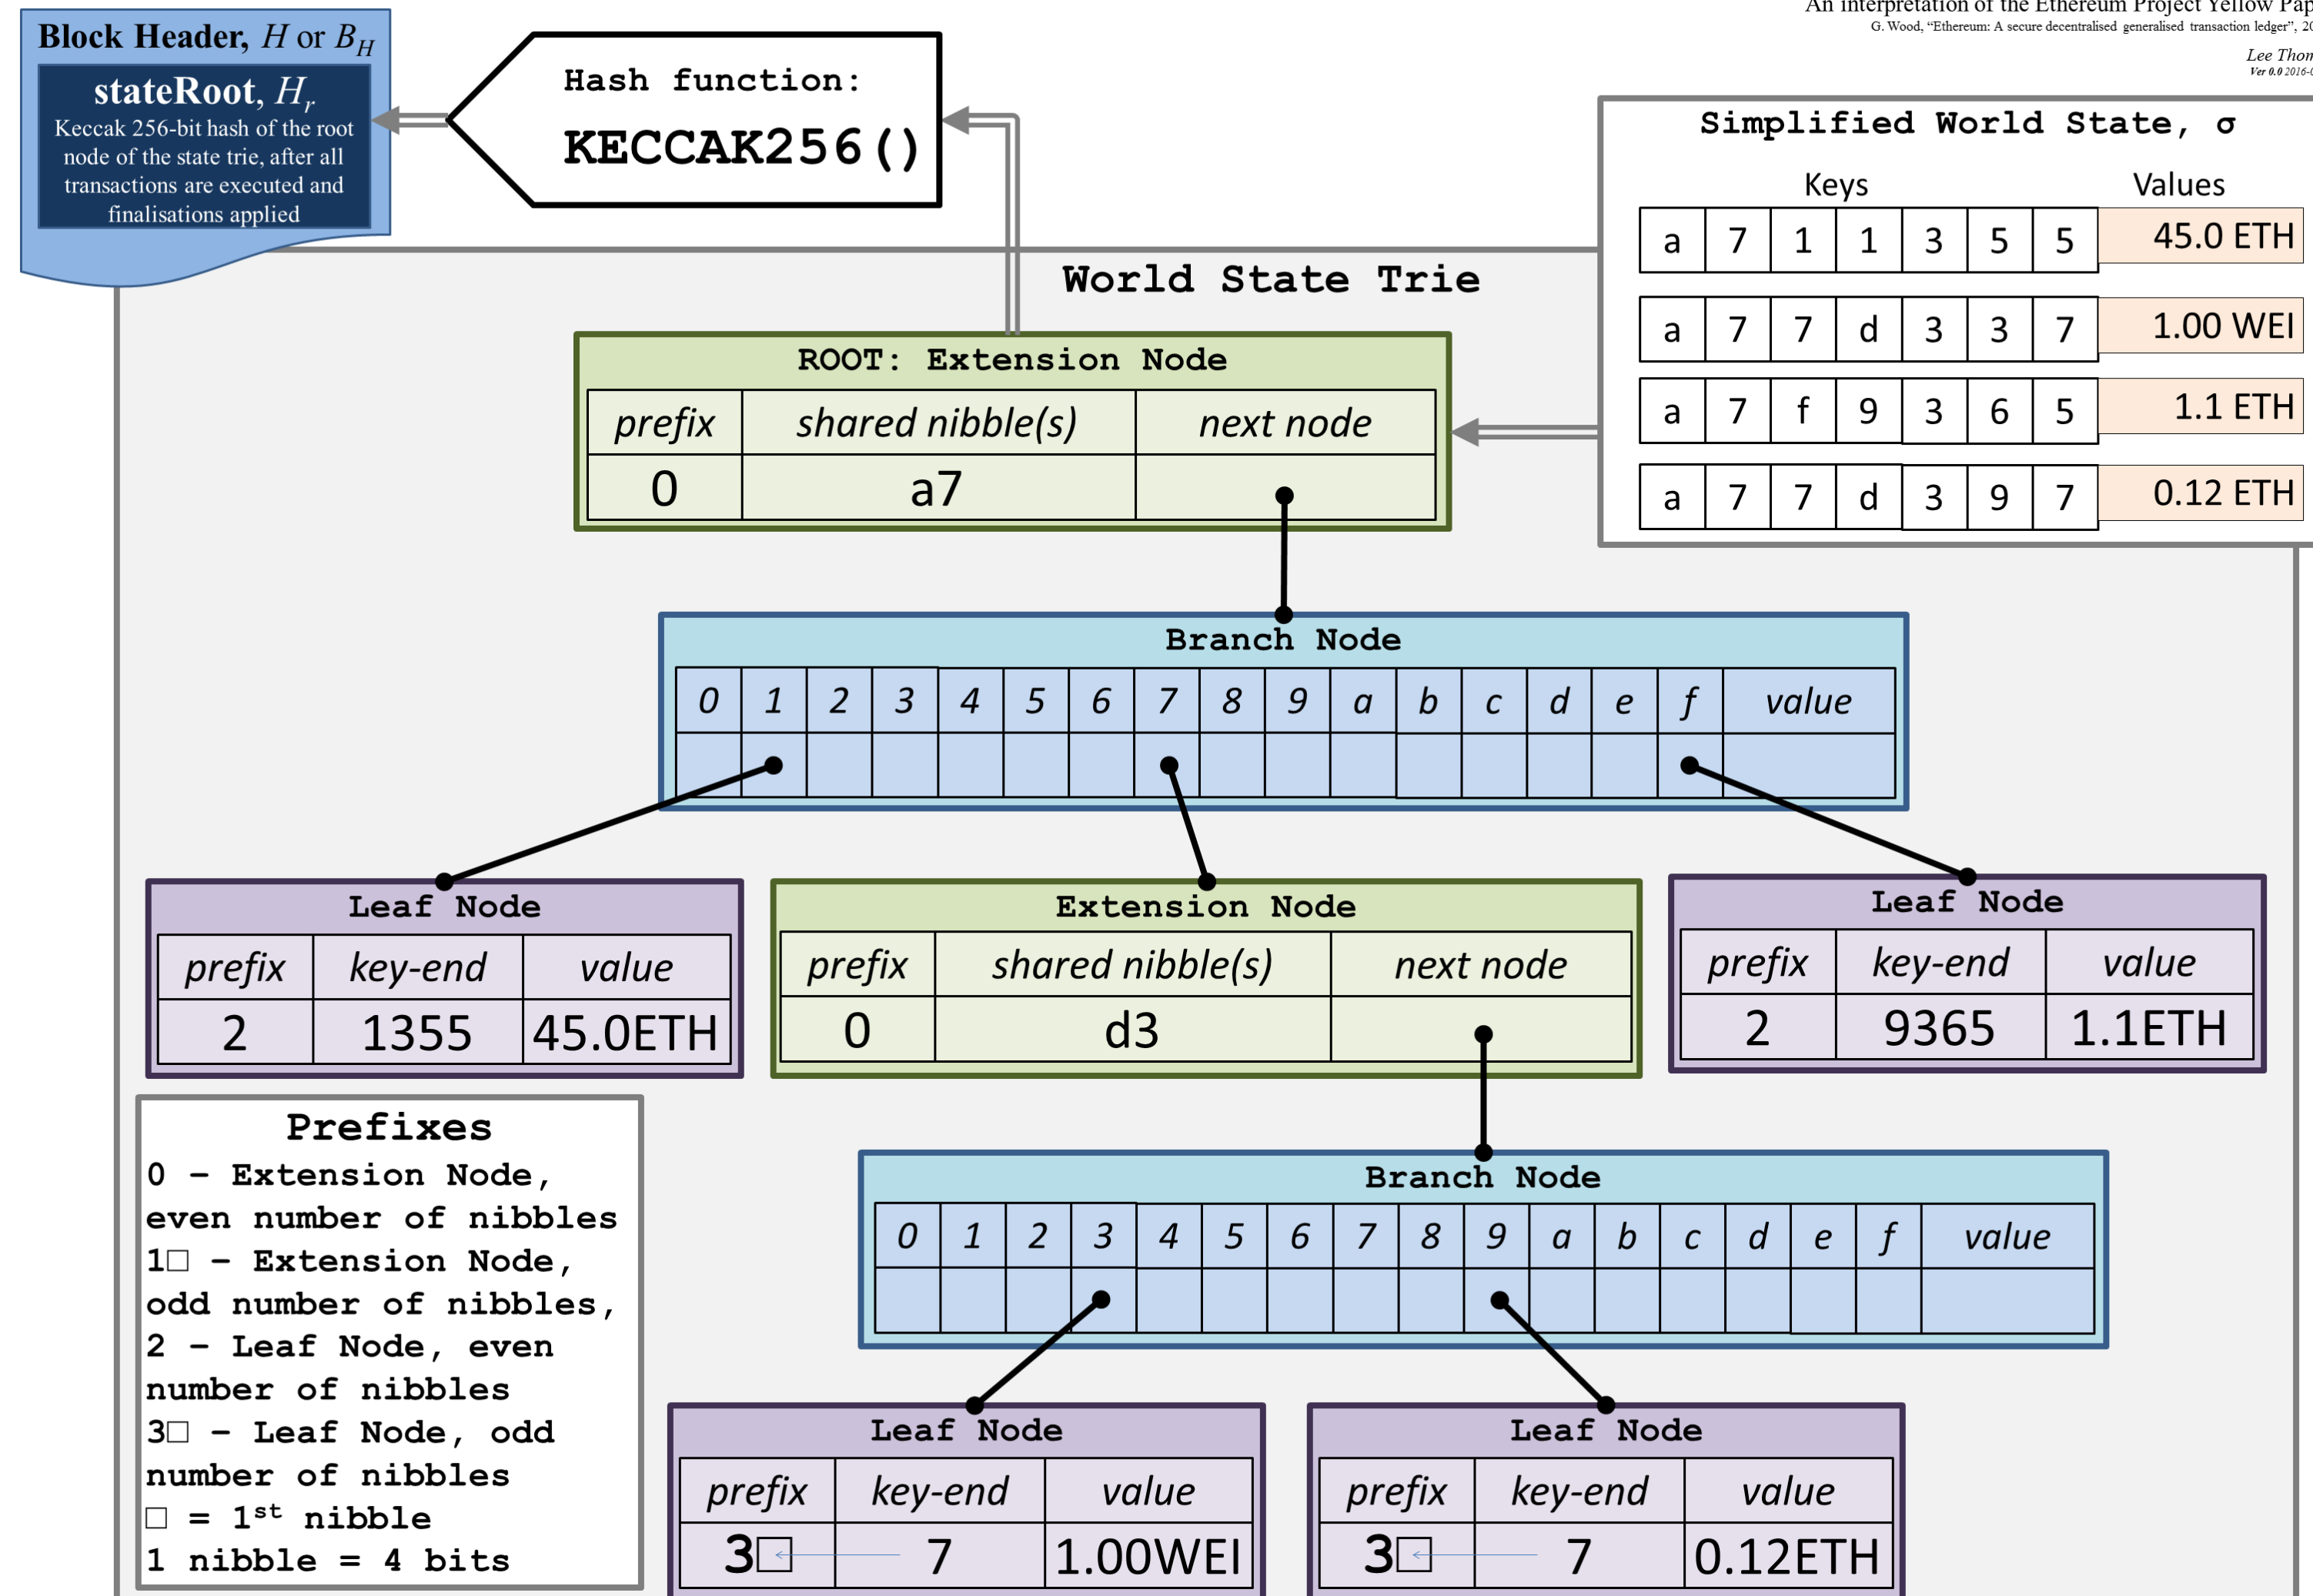 An interpretation of the Ethereum Project Yellow Pap
G. Wood, “Ethereum: A secure decentralised generalised transaction ledger”, 20
Lee Thom
Ver 0.0 2016-0
Block Header, H or B_H
stateRoot, H_r
Keccak 256-bit hash of the root
node of the state trie, after all
transactions are executed and
finalisations applied
Hash function:
KECCAK256()
Simplified World State, σ
Keys Values
a 7 1 1 3 5 5 45.0 ETH
a 7 7 d 3 3 7 1.00 WEI
a 7 f 9 3 6 5 1.1 ETH
a 7 7 d 3 9 7 0.12 ETH
World State Trie
ROOT: Extension Node
prefix shared nibble(s) next node
0 a7
Branch Node
0 1 2 3 4 5 6 7 8 9 a b c d e f value
Leaf Node
prefix key-end value
2 1355 45.0ETH
Extension Node
prefix shared nibble(s) next node
0 d3
Leaf Node
prefix key-end value
2 9365 1.1ETH
Prefixes
0 – Extension Node,
even number of nibbles
1□ – Extension Node,
odd number of nibbles,
2 – Leaf Node, even
number of nibbles
3□ – Leaf Node, odd
number of nibbles
□ = 1st nibble
1 nibble = 4 bits
Branch Node
0 1 2 3 4 5 6 7 8 9 a b c d e f value
Leaf Node
prefix key-end value
3□ 7 1.00WEI
Leaf Node
prefix key-end value
3□ 7 0.12ETH